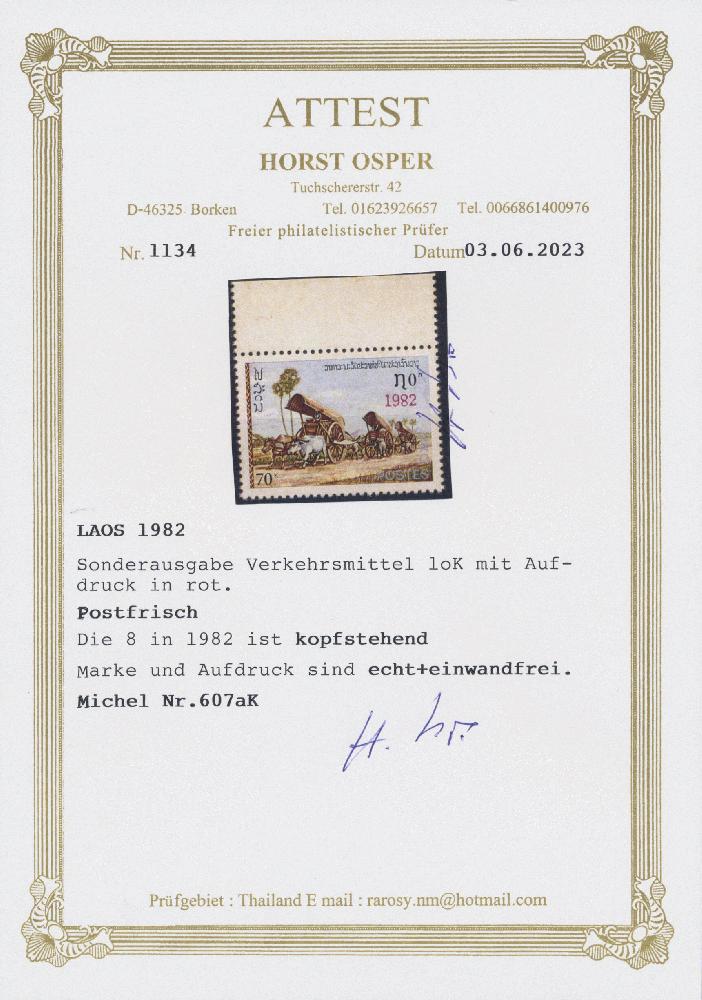 ATTEST
HORST OSPER
Tuchschererstr. 42
D-46325 Borken Tel. 01623926657 Tel. 0066861400976
Freier philatelistischer Prüfer
Nr. 1134 Datum 03.06.2023
1982
70
POSTES
LAOS 1982
Sonderausgabe Verkehrsmittel loK mit Auf-
druck in rot.
Postfrisch
Die 8 in 1982 ist kopfstehend
Marke und Aufdruck sind echt+einwandfrei.
Michel Nr.607aK
Prüfgebiet : Thailand E mail : rarosy.nm@hotmail.com